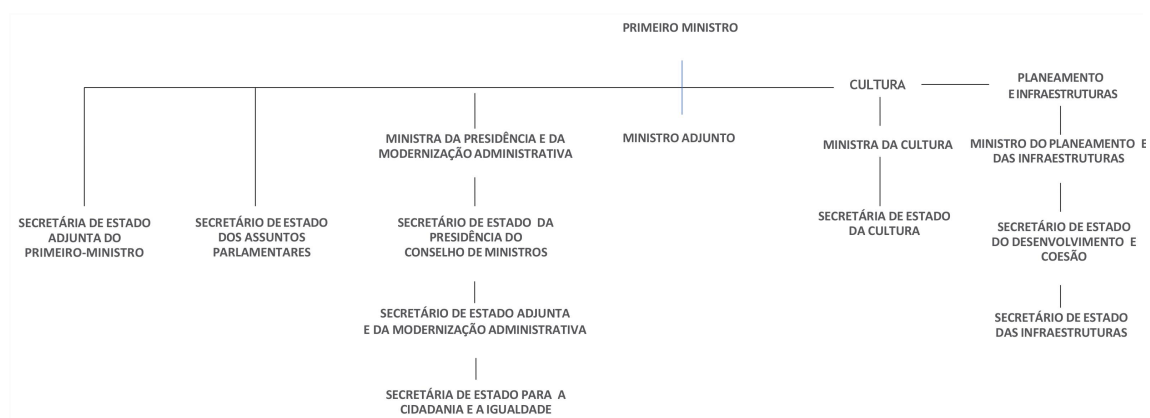 PRIMEIRO MINISTRO
CULTURA
PLANEAMENTO
E INFRAESTRUTURAS
MINISTRA DA PRESIDÊNCIA E DA
MODERNIZAÇÃO ADMINISTRATIVA
MINISTRO ADJUNTO
MINISTRA DA CULTURA
MINISTRO DO PLANEAMENTO E
DAS INFRAESTRUTURAS
SECRETÁRIA DE ESTADO
ADJUNTA DO
PRIMEIRO-MINISTRO
SECRETÁRIO DE ESTADO
DOS ASSUNTOS
PARLAMENTARES
SECRETÁRIO DE ESTADO DA
PRESIDÊNCIA DO
CONSELHO DE MINISTROS
SECRETÁRIA DE ESTADO
DA CULTURA
SECRETÁRIO DE ESTADO
DO DESENVOLVIMENTO E
COESÃO
SECRETÁRIO DE ESTADO ADJUNTA
E DA MODERNIZAÇÃO ADMINISTRATIVA
SECRETÁRIO DE ESTADO
DAS INFRAESTRUTURAS
SECRETÁRIA DE ESTADO PARA A
CIDADANIA E A IGUALDADE